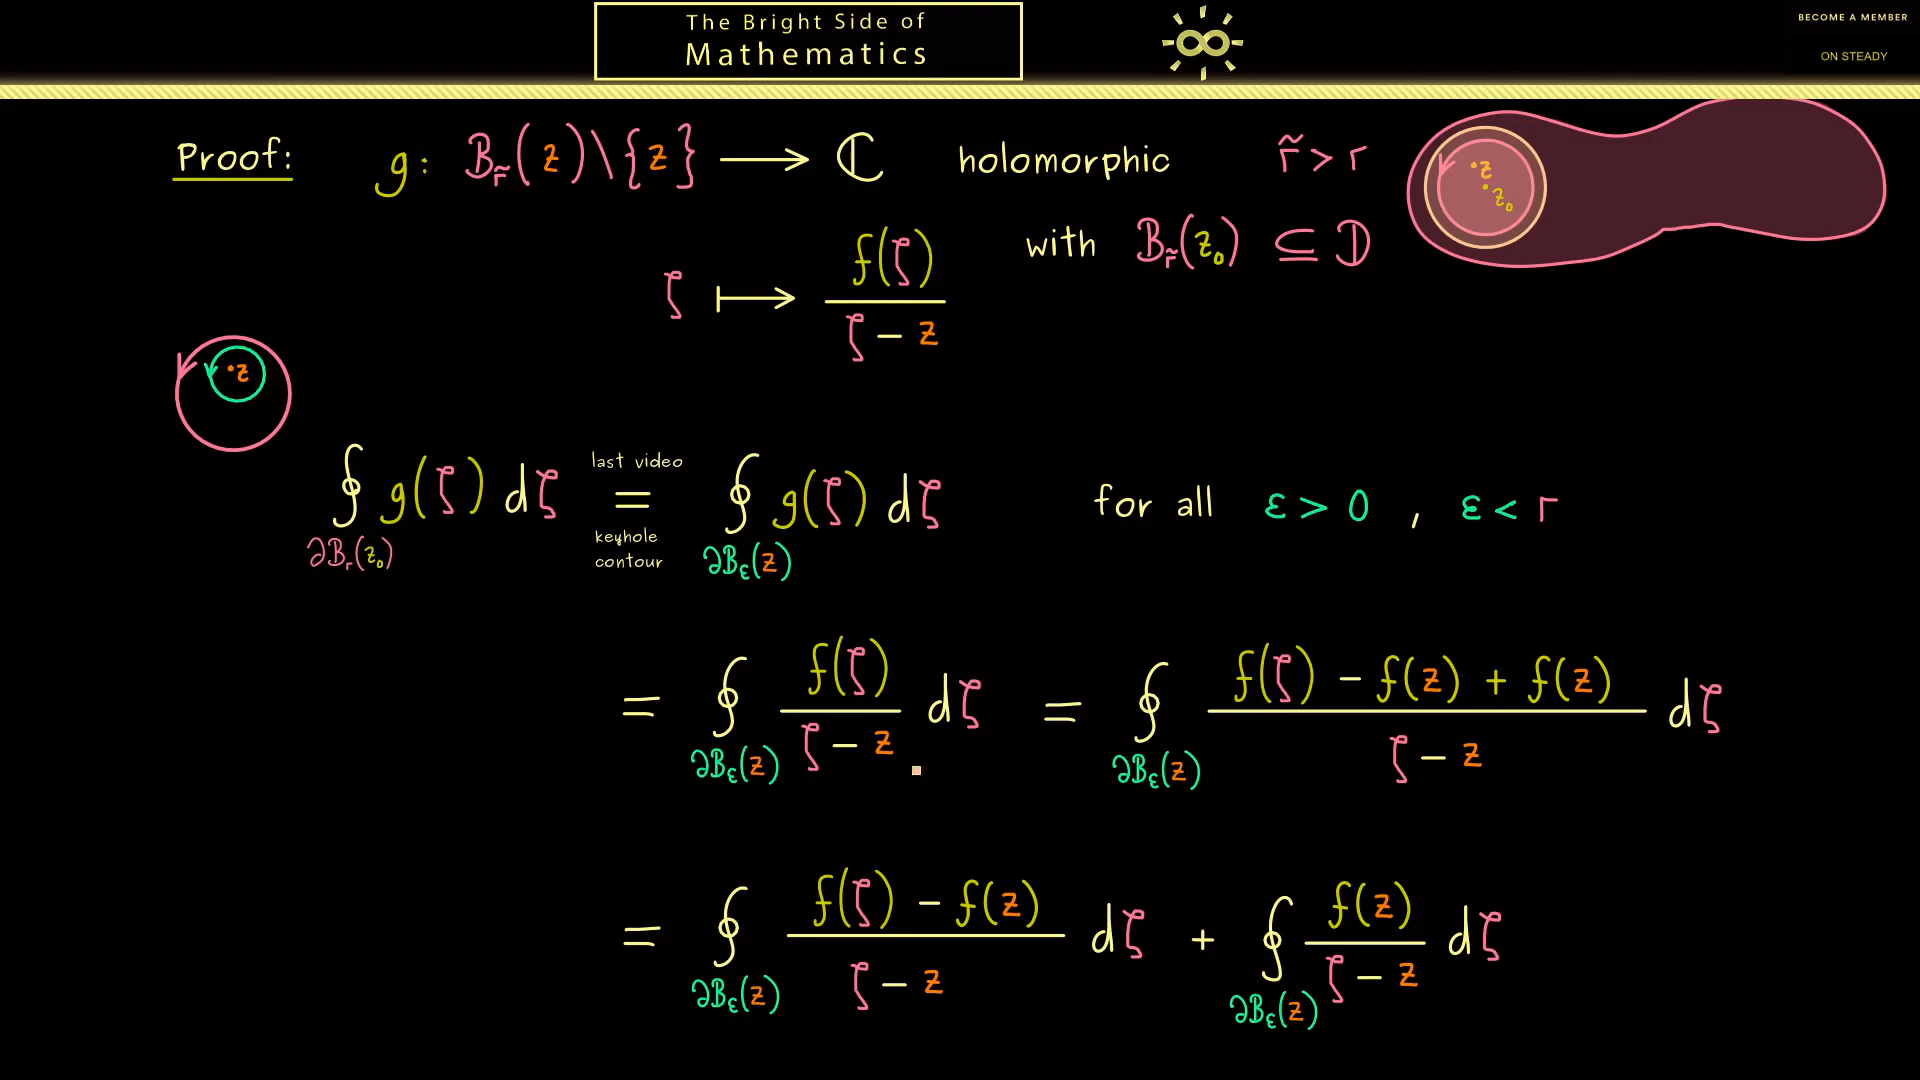 The Bright Side of
Mathematics
BECOME A MEMBER
ON STEADY
Proof: g: B_r̃(z)\{z} ⟶ ℂ holomorphic r̃ > r
·z
·z₀
with B_r̃(z₀) ⊆ D
ζ ⟼ f(ζ) / (ζ − z)
·z
∮_{∂B_r(z₀)} g(ζ) dζ = ∮_{∂B_ε(z)} g(ζ) dζ for all ε > 0 , ε < r
last video
keyhole
contour
= ∮_{∂B_ε(z)} f(ζ) / (ζ − z) dζ = ∮_{∂B_ε(z)} (f(ζ) − f(z) + f(z)) / (ζ − z) dζ
= ∮_{∂B_ε(z)} (f(ζ) − f(z)) / (ζ − z) dζ + ∮_{∂B_ε(z)} f(z) / (ζ − z) dζ